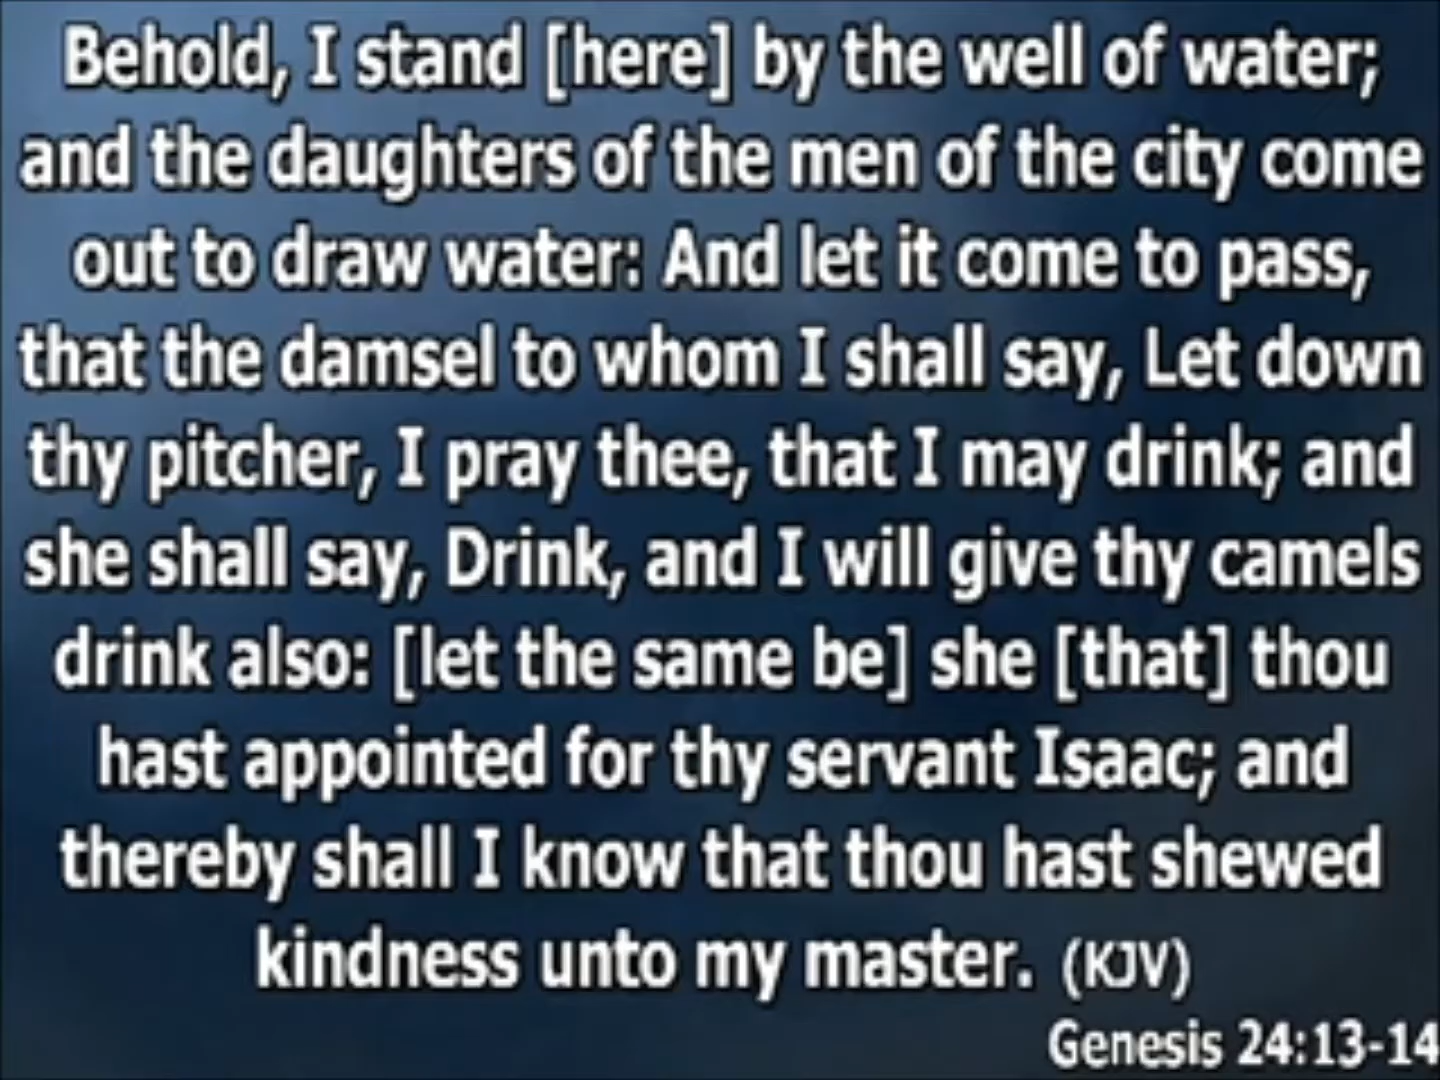 Behold, I stand [here] by the well of water;
and the daughters of the men of the city come
out to draw water: And let it come to pass,
that the damsel to whom I shall say, Let down
thy pitcher, I pray thee, that I may drink; and
she shall say, Drink, and I will give thy camels
drink also: [let the same be] she [that] thou
hast appointed for thy servant Isaac; and
thereby shall I know that thou hast shewed
kindness unto my master. (KJV)
Genesis 24:13-14